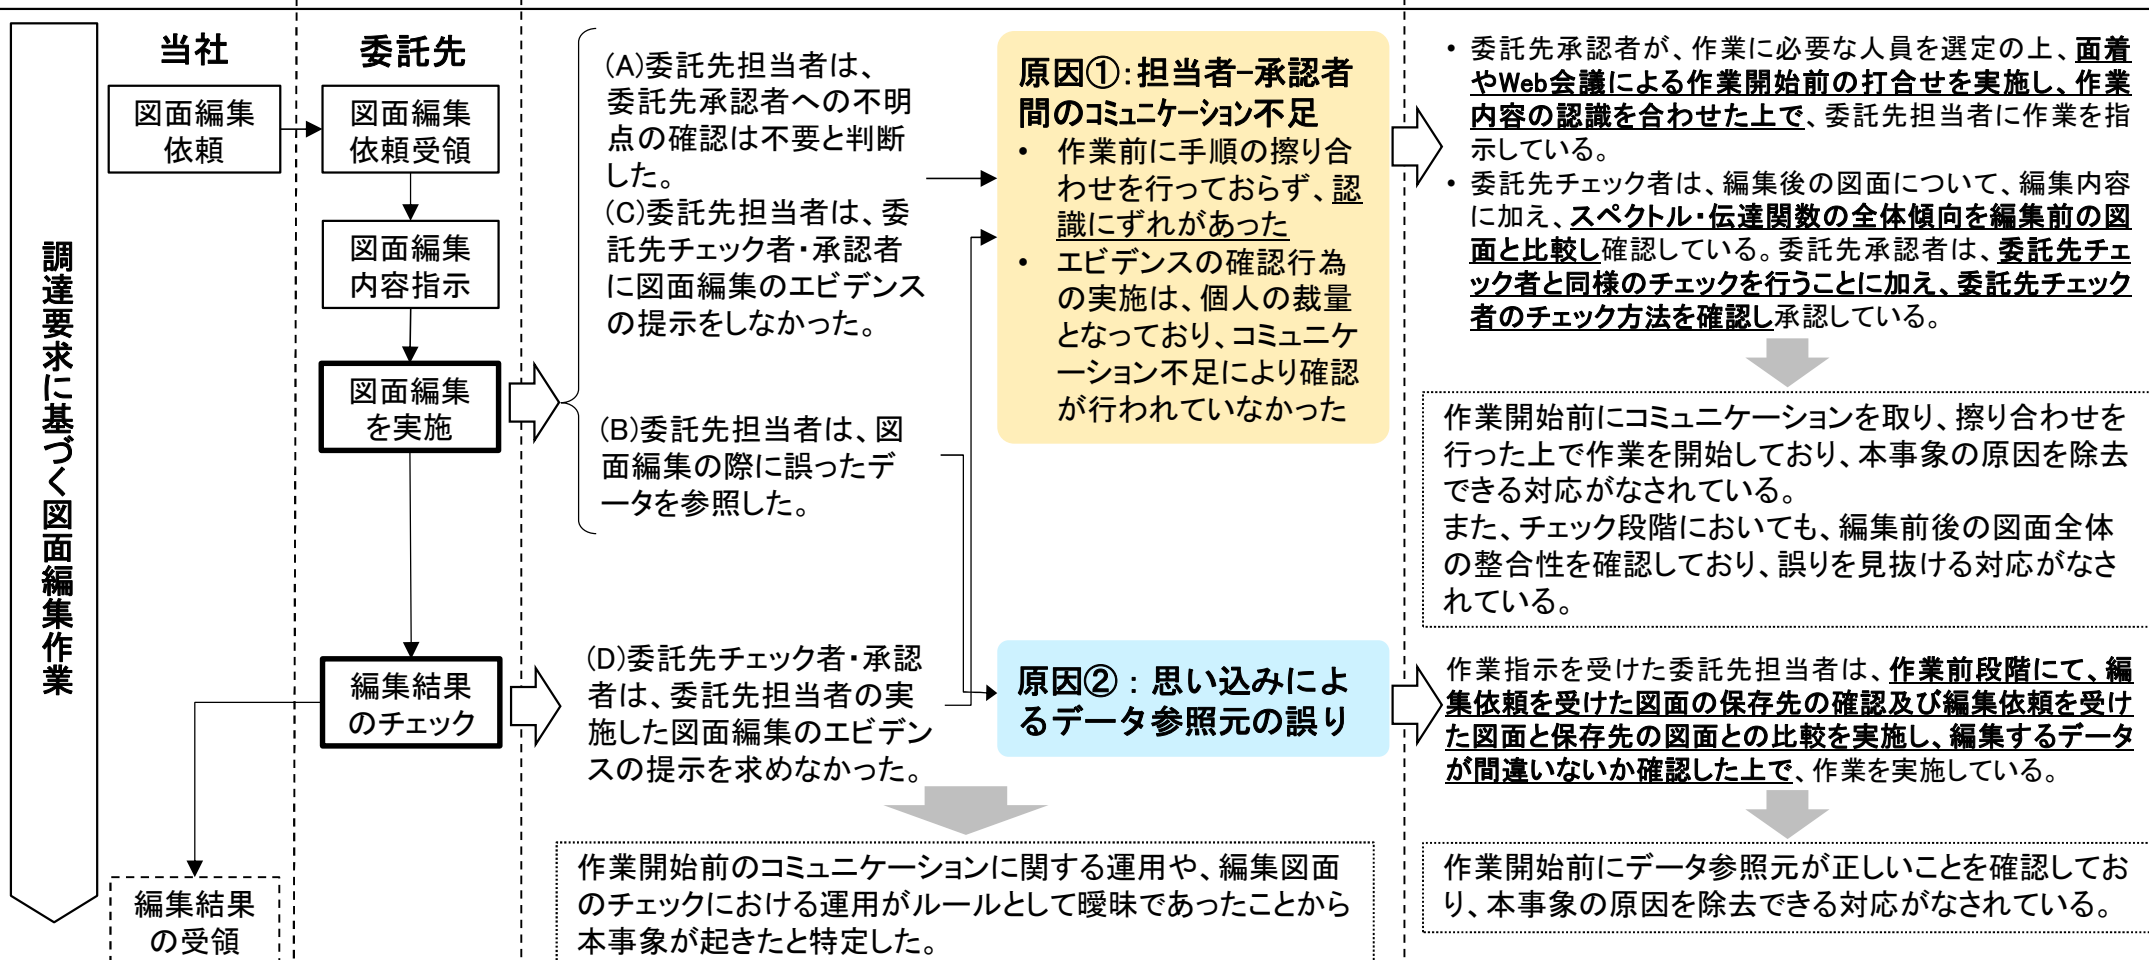 調達要求に基づく図面編集作業
当社
図面編集
依頼
編集結果
の受領
委託先
図面編集
依頼受領
図面編集
内容指示
図面編集
を実施
編集結果
のチェック
(A)委託先担当者は、
委託先承認者への不明
点の確認は不要と判断
した。
(C)委託先担当者は、委
託先チェック者・承認者
に図面編集のエビデンス
の提示をしなかった。
(B)委託先担当者は、図
面編集の際に誤ったデ
ータを参照した。
(D)委託先チェック者・承認
者は、委託先担当者の実
施した図面編集のエビデン
スの提示を求めなかった。
原因①:担当者-承認者
間のコミュニケーション不足
• 作業前に手順の擦り合
わせを行っておらず、認
識にずれがあった
• エビデンスの確認行為
の実施は、個人の裁量
となっており、コミュニケ
ーション不足により確認
が行われていなかった
原因②：思い込みによ
るデータ参照元の誤り
作業開始前のコミュニケーションに関する運用や、編集図面
のチェックにおける運用がルールとして曖昧であったことから
本事象が起きたと特定した。
• 委託先承認者が、作業に必要な人員を選定の上、面着
やWeb会議による作業開始前の打合せを実施し、作業
内容の認識を合わせた上で、委託先担当者に作業を指
示している。
• 委託先チェック者は、編集後の図面について、編集内容
に加え、スペクトル・伝達関数の全体傾向を編集前の図
面と比較し確認している。委託先承認者は、委託先チェ
ック者と同様のチェックを行うことに加え、委託先チェック
者のチェック方法を確認し承認している。
作業開始前にコミュニケーションを取り、擦り合わせを
行った上で作業を開始しており、本事象の原因を除去
できる対応がなされている。
また、チェック段階においても、編集前後の図面全体
の整合性を確認しており、誤りを見抜ける対応がなさ
れている。
作業指示を受けた委託先担当者は、作業前段階にて、編
集依頼を受けた図面の保存先の確認及び編集依頼を受け
た図面と保存先の図面との比較を実施し、編集するデータ
が間違いないか確認した上で、作業を実施している。
作業開始前にデータ参照元が正しいことを確認してお
り、本事象の原因を除去できる対応がなされている。